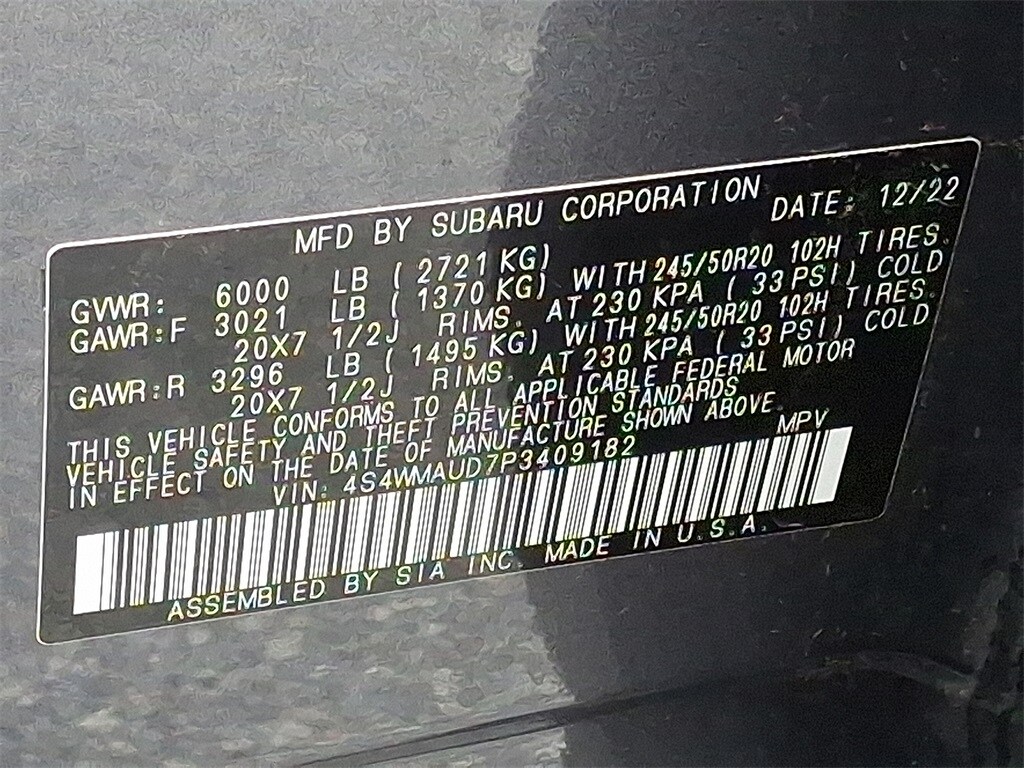 MFD BY SUBARU CORPORATION DATE: 12/22
GVWR: 6000 LB ( 2721 KG)
GAWR:F 3021 LB ( 1370 KG) WITH 245/50R20 102H TIRES.
20X7 1/2J RIMS. AT 230 KPA ( 33 PSI) COLD
GAWR:R 3296 LB ( 1495 KG) WITH 245/50R20 102H TIRES.
20X7 1/2J RIMS. AT 230 KPA ( 33 PSI) COLD
THIS VEHICLE CONFORMS TO ALL APPLICABLE FEDERAL MOTOR
VEHICLE SAFETY AND THEFT PREVENTION STANDARDS
IN EFFECT ON THE DATE OF MANUFACTURE SHOWN ABOVE.
VIN: 4S4WMAUD7P3409182 MPV
ASSEMBLED BY SIA INC. MADE IN U.S.A.